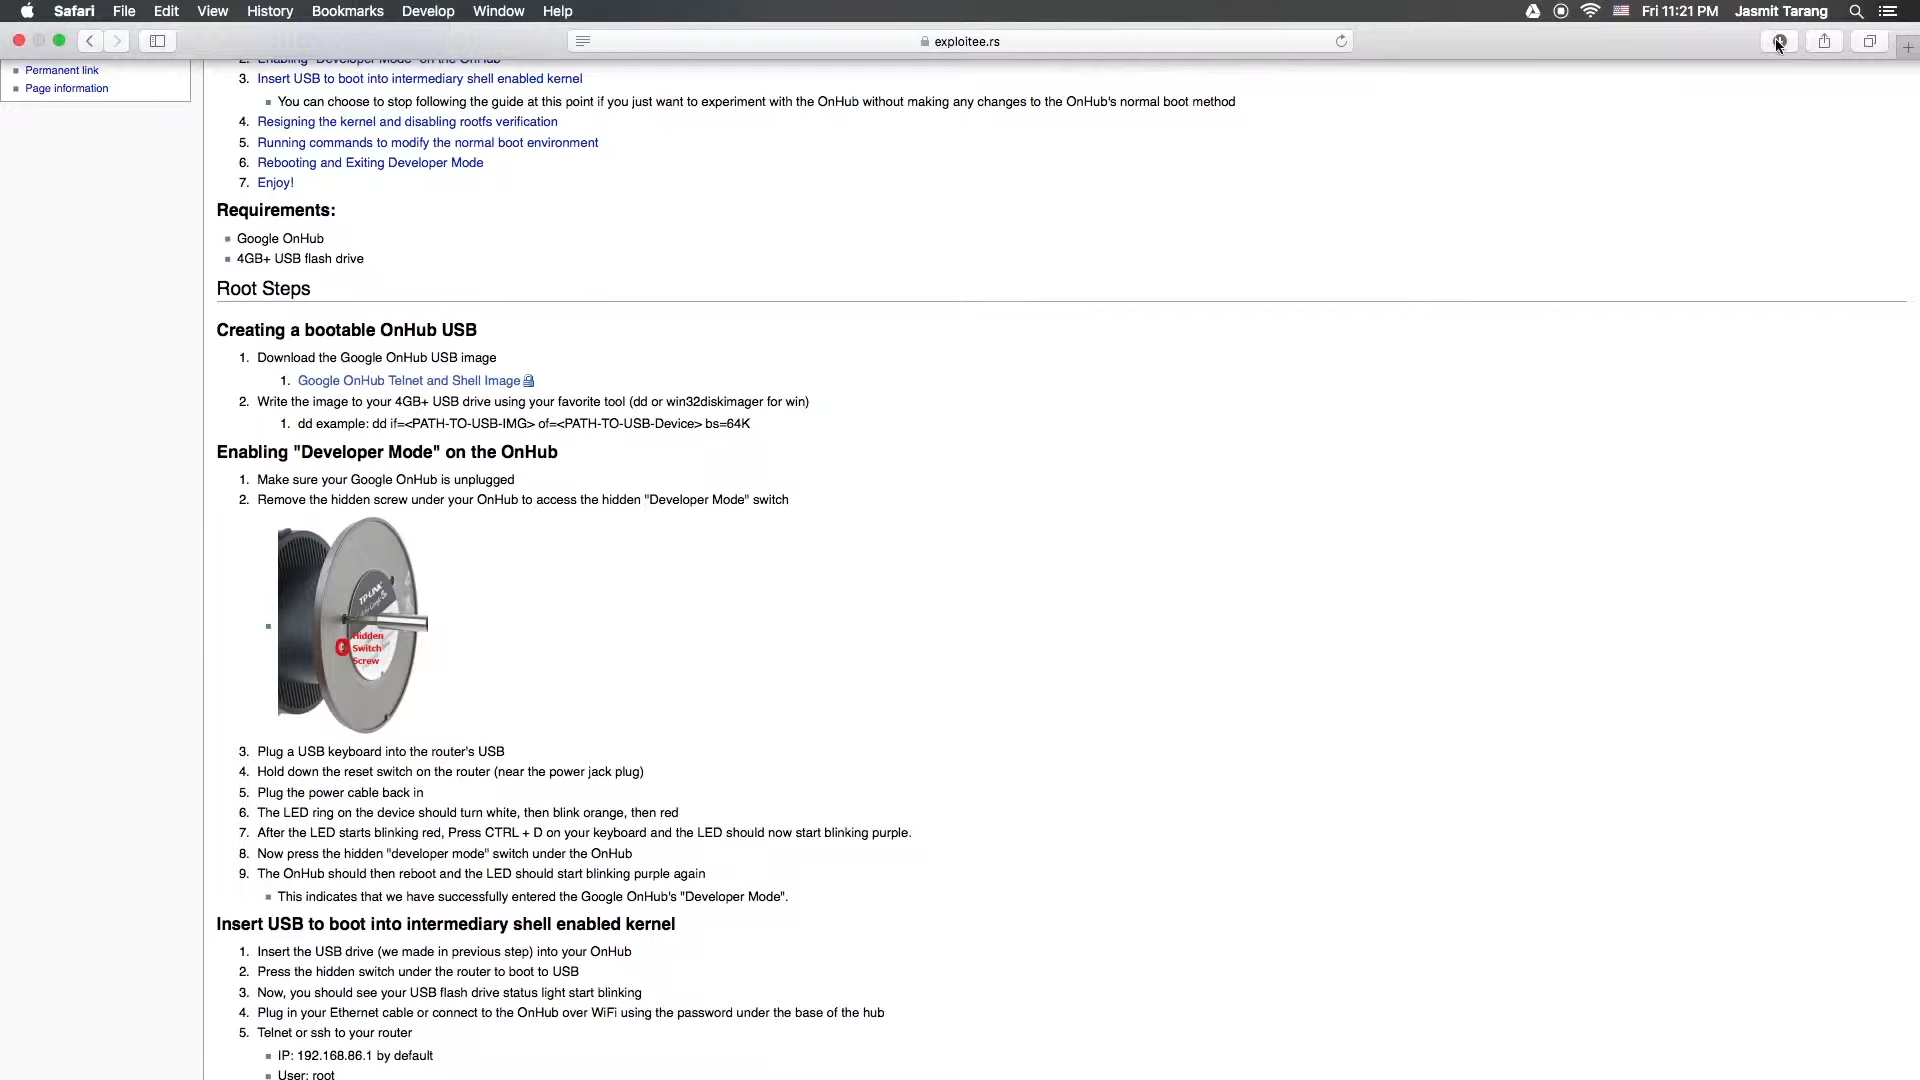 Safari File Edit View History Bookmarks Develop Window Help Fri 11:21 PM Jasmit Tarang
exploitee.rs
Permanent link
Page information
2. Enabling "Developer Mode" on the OnHub
3. Insert USB to boot into intermediary shell enabled kernel
You can choose to stop following the guide at this point if you just want to experiment with the OnHub without making any changes to the OnHub's normal boot method
4. Resigning the kernel and disabling rootfs verification
5. Running commands to modify the normal boot environment
6. Rebooting and Exiting Developer Mode
7. Enjoy!
Requirements:
Google OnHub
4GB+ USB flash drive
Root Steps
Creating a bootable OnHub USB
1. Download the Google OnHub USB image
1. Google OnHub Telnet and Shell Image
2. Write the image to your 4GB+ USB drive using your favorite tool (dd or win32diskimager for win)
1. dd example: dd if=<PATH-TO-USB-IMG> of=<PATH-TO-USB-Device> bs=64K
Enabling "Developer Mode" on the OnHub
1. Make sure your Google OnHub is unplugged
2. Remove the hidden screw under your OnHub to access the hidden "Developer Mode" switch
TP-LINK
Hidden
Switch
Screw
3. Plug a USB keyboard into the router's USB
4. Hold down the reset switch on the router (near the power jack plug)
5. Plug the power cable back in
6. The LED ring on the device should turn white, then blink orange, then red
7. After the LED starts blinking red, Press CTRL + D on your keyboard and the LED should now start blinking purple.
8. Now press the hidden "developer mode" switch under the OnHub
9. The OnHub should then reboot and the LED should start blinking purple again
This indicates that we have successfully entered the Google OnHub's "Developer Mode".
Insert USB to boot into intermediary shell enabled kernel
1. Insert the USB drive (we made in previous step) into your OnHub
2. Press the hidden switch under the router to boot to USB
3. Now, you should see your USB flash drive status light start blinking
4. Plug in your Ethernet cable or connect to the OnHub over WiFi using the password under the base of the hub
5. Telnet or ssh to your router
IP: 192.168.86.1 by default
User: root